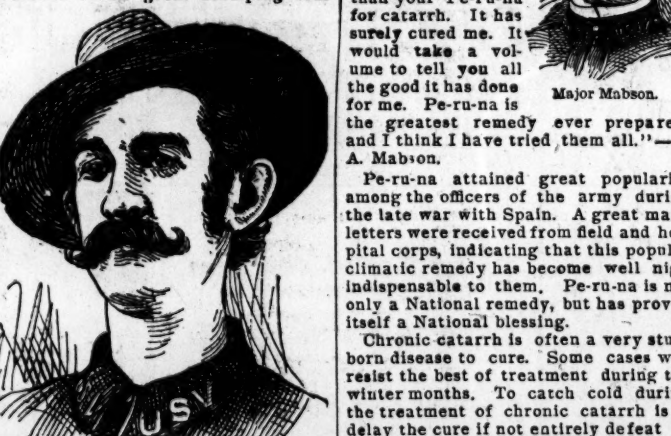 than your Pe-ru-na
for catarrh. It has
surely cured me. It
would take a vol-
ume to tell you all
the good it has done
for me. Pe-ru-na is
Major Mabson.
the greatest remedy ever prepare
and I think I have tried them all."—
A. Mabson.
Pe-ru-na attained great populari
among the officers of the army duri
the late war with Spain. A great ma
letters were received from field and ho
pital corps, indicating that this popul
climatic remedy has become well ni
indispensable to them. Pe-ru-na is n
only a National remedy, but has prov
itself a National blessing.
Chronic catarrh is often a very stu
born disease to cure. Some cases w
resist the best of treatment during t
winter months. To catch cold duri
the treatment of chronic catarrh is
delay the cure if not entirely defeat
USV